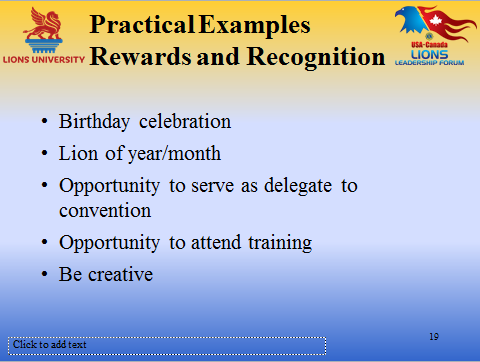 Practical Examples
Rewards and Recognition
LIONS UNIVERSITY
USA-Canada
LIONS
LEADERSHIP FORUM
• Birthday celebration
• Lion of year/month
• Opportunity to serve as delegate to
convention
• Opportunity to attend training
• Be creative
19
Click to add text